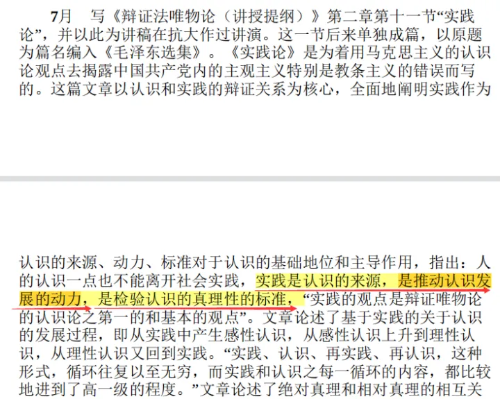 7月　写《辩证法唯物论（讲授提纲）》第二章第十一节“实践
论”，并以此为讲稿在抗大作过讲演。这一节后来单独成篇，以原题
为篇名编入《毛泽东选集》。《实践论》是为着用马克思主义的认识
论观点去揭露中国共产党内的主观主义特别是教条主义的错误而写
的。这篇文章以认识和实践的辩证关系为核心，全面地阐明实践作为
认识的来源、动力、标准对于认识的基础地位和主导作用，指出：人
的认识一点也不能离开社会实践，实践是认识的来源，是推动认识发
展的动力，是检验认识的真理性的标准，“实践的观点是辩证唯物论
的认识论之第一的和基本的观点”。文章论述了基于实践的关于认识
的发展过程，即从实践中产生感性认识，从感性认识上升到理性认
识，从理性认识又回到实践。“实践、认识、再实践、再认识，这种
形式，循环往复以至无穷，而实践和认识之每一循环的内容，都比较
地进到了高一级的程度。”文章论述了绝对真理和相对真理的相互关